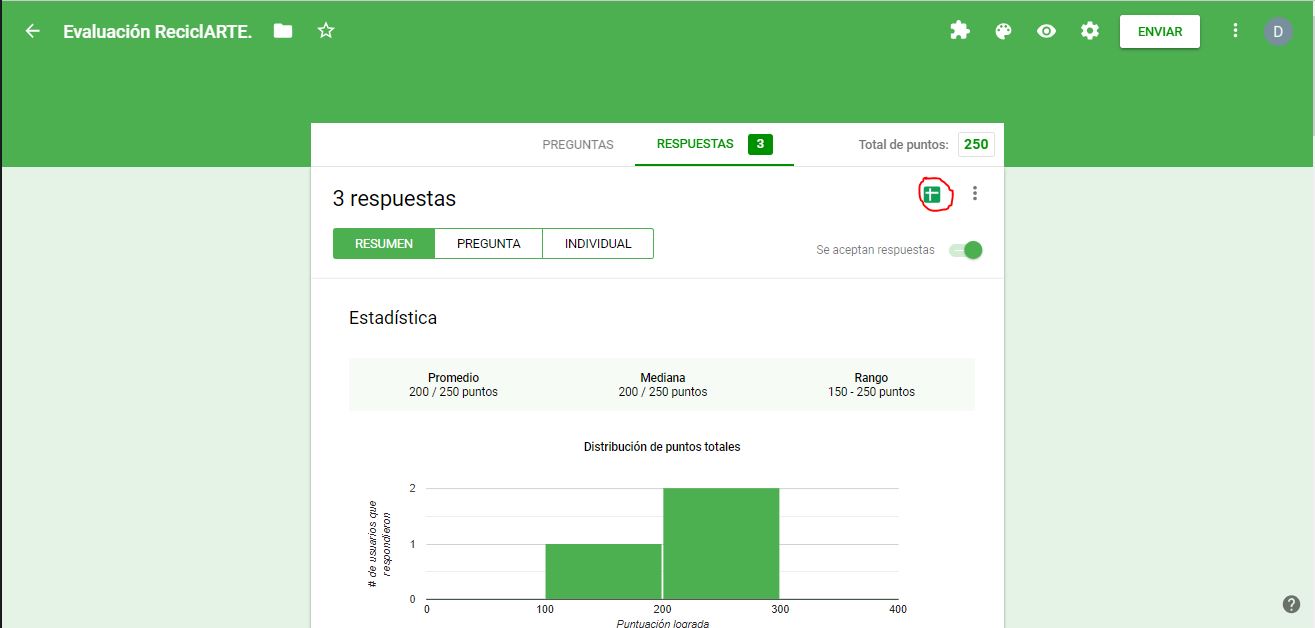 Evaluación ReciclARTE.
ENVIAR
D
PREGUNTAS
RESPUESTAS 3
Total de puntos: 250
3 respuestas
RESUMEN
PREGUNTA
INDIVIDUAL
Se aceptan respuestas
Estadística
Promedio
200 / 250 puntos
Mediana
200 / 250 puntos
Rango
150 - 250 puntos
Distribución de puntos totales
# de usuarios que
respondieron
2
1
0
0 100 200 300 400
Puntuación lograda
?